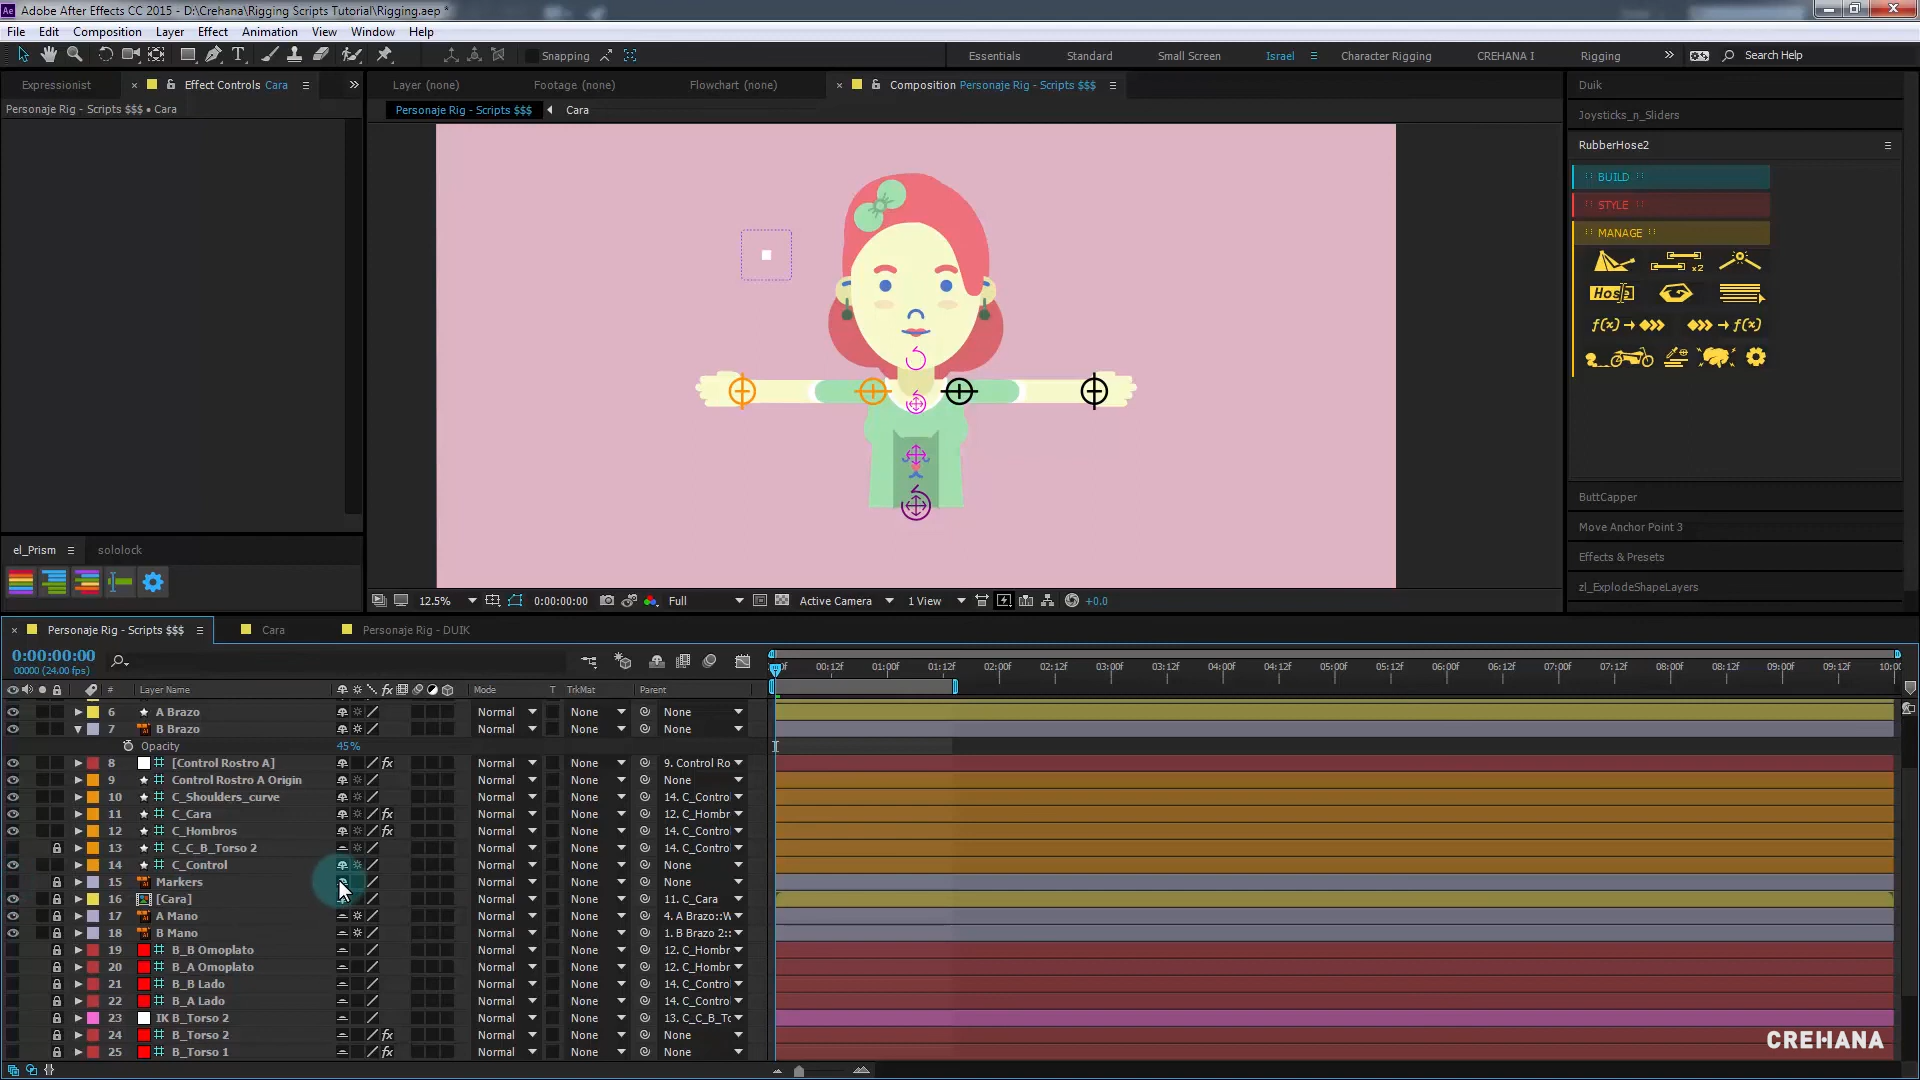 Ae Adobe After Effects CC 2015 - D:\Crehana\Rigging Scripts Tutorial\Rigging.aep *
File Edit Composition Layer Effect Animation View Window Help
Snapping Essentials Standard Small Screen Israel Character Rigging CREHANA I Rigging Search Help
Expressionist Effect Controls Cara Layer (none) Footage (none) Flowchart (none) Composition Personaje Rig - Scripts $$$ Duik
Personaje Rig - Scripts $$$ • Cara Personaje Rig - Scripts $$$ Cara
Joysticks_n_Sliders
RubberHose2
BUILD
STYLE
MANAGE
x2
Hose
f(x)
f(x)
ButtCapper
Move Anchor Point 3
Effects & Presets
zl_ExplodeShapeLayers
el_Prism sololock
12.5% 0:00:00:00 Full Active Camera 1 View +0.0
Personaje Rig - Scripts $$$ Cara Personaje Rig - DUIK
0:00:00:00
00000 (24.00 fps)
00:12f 01:00f 01:12f 02:00f 02:12f 03:00f 03:12f 04:00f 04:12f 05:00f 05:12f 06:00f 06:12f 07:00f 07:12f 08:00f 08:12f 09:00f 09:12f 10:00
# Layer Name fx Mode T TrkMat Parent
6 A Brazo Normal None None
7 B Brazo Normal None None
Opacity 45%
8 [Control Rostro A] fx Normal None 9. Control Ro
9 Control Rostro A Origin Normal None None
10 C_Shoulders_curve Normal None 14. C_Control
11 C_Cara fx Normal None 12. C_Hombr
12 C_Hombros fx Normal None 14. C_Control
13 C_C_B_Torso 2 Normal None 14. C_Control
14 C_Control Normal None None
15 Markers Normal None None
16 [Cara] Normal None 11. C_Cara
17 A Mano Normal None 4. A Brazo::W
18 B Mano Normal None 1. B Brazo 2::
19 B_B Omoplato Normal None 12. C_Hombr
20 B_A Omoplato Normal None 12. C_Hombr
21 B_B Lado Normal None 14. C_Control
22 B_A Lado Normal None 14. C_Control
23 IK B_Torso 2 Normal None 13. C_C_B_To
24 B_Torso 2 fx Normal None None
25 B_Torso 1 fx Normal None None
CREHANA